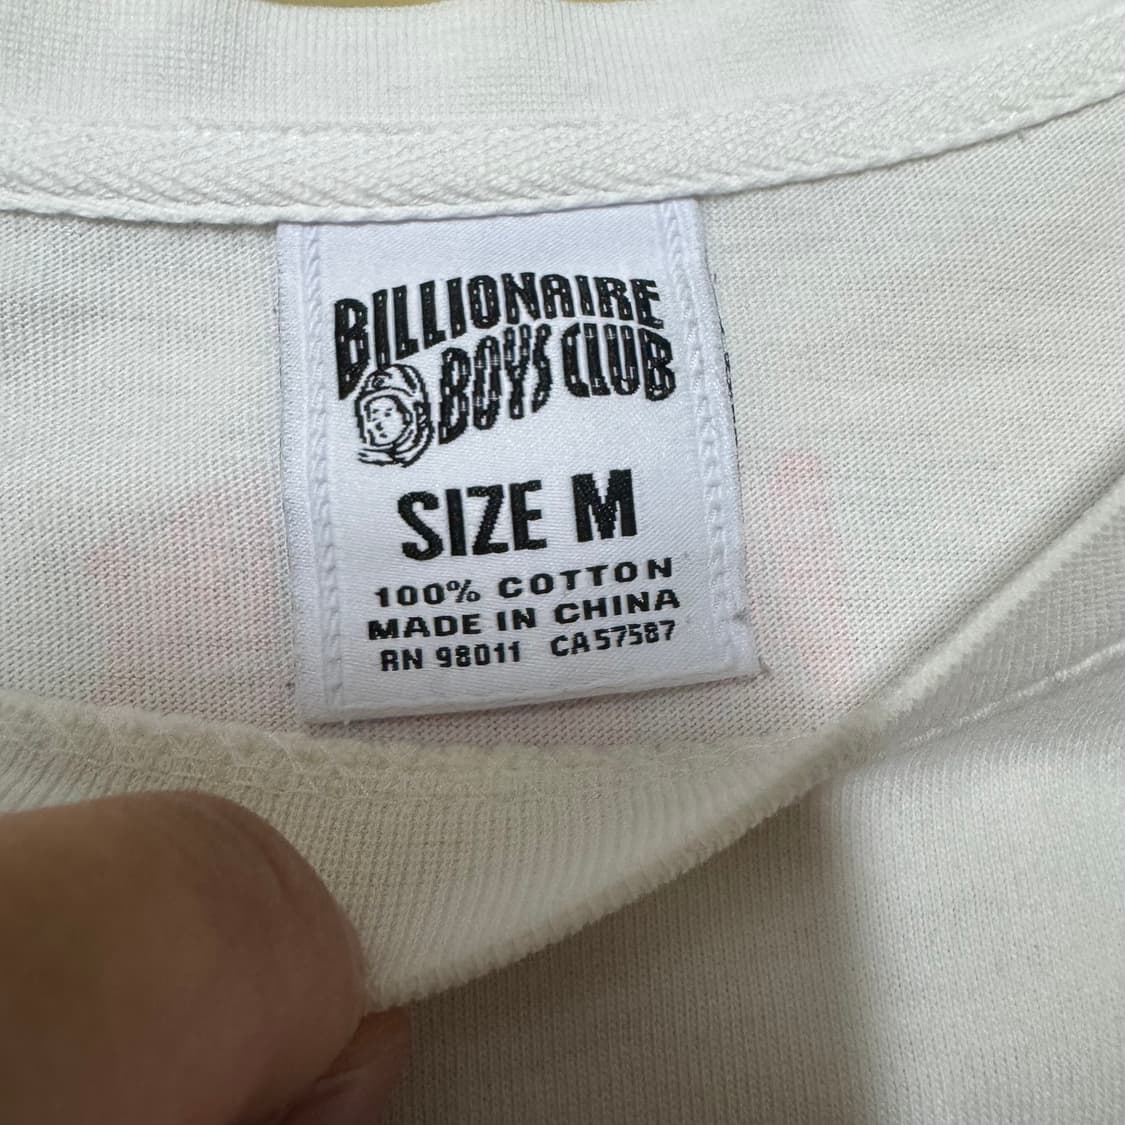 BILLIONAIRE
BOYS CLUB
SIZE M
100% COTTON
MADE IN CHINA
RN 98011 CA57587